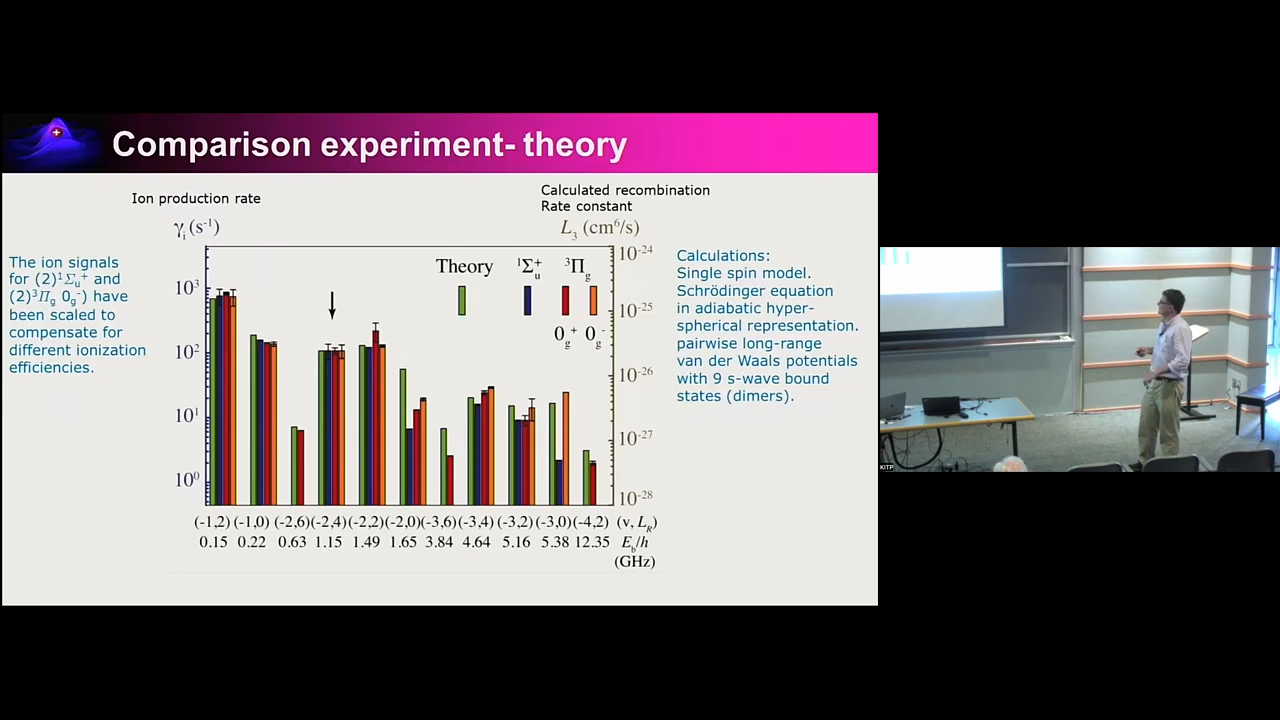 Comparison experiment- theory
Ion production rate
Calculated recombination
Rate constant
γᵢ (s⁻¹)
L₃ (cm⁶/s)
The ion signals
for (2)¹Σᵤ⁺ and
(2)³Πg 0g⁻) have
been scaled to
compensate for
different ionization
efficiencies.
10³
10²
10¹
10⁰
Theory ¹Σᵤ⁺ ³Πg
0g⁺ 0g⁻
10⁻²⁴
10⁻²⁵
10⁻²⁶
10⁻²⁷
10⁻²⁸
Calculations:
Single spin model.
Schrödinger equation
in adiabatic hyper-
spherical representation.
pairwise long-range
van der Waals potentials
with 9 s-wave bound
states (dimers).
(-1,2) (-1,0) (-2,6) (-2,4) (-2,2) (-2,0) (-3,6) (-3,4) (-3,2) (-3,0) (-4,2) (v, L_R)
0.15 0.22 0.63 1.15 1.49 1.65 3.84 4.64 5.16 5.38 12.35 E_b/h
(GHz)
KITP